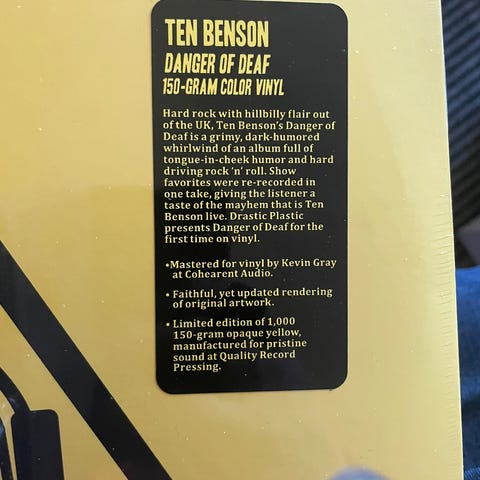 TEN BENSON
DANGER OF DEAF
150-GRAM COLOR VINYL
Hard rock with hillbilly flair out
of the UK, Ten Benson's Danger of
Deaf is a grimy, dark-humored
whirlwind of an album full of
tongue-in-cheek humor and hard
driving rock 'n' roll. Show
favorites were re-recorded in
one take, giving the listener a
taste of the mayhem that is Ten
Benson live. Drastic Plastic
presents Danger of Deaf for the
first time on vinyl.
•Mastered for vinyl by Kevin Gray
at Cohearent Audio.
• Faithful, yet updated rendering
of original artwork.
• Limited edition of 1,000
150-gram opaque yellow,
manufactured for pristine
sound at Quality Record
Pressing.